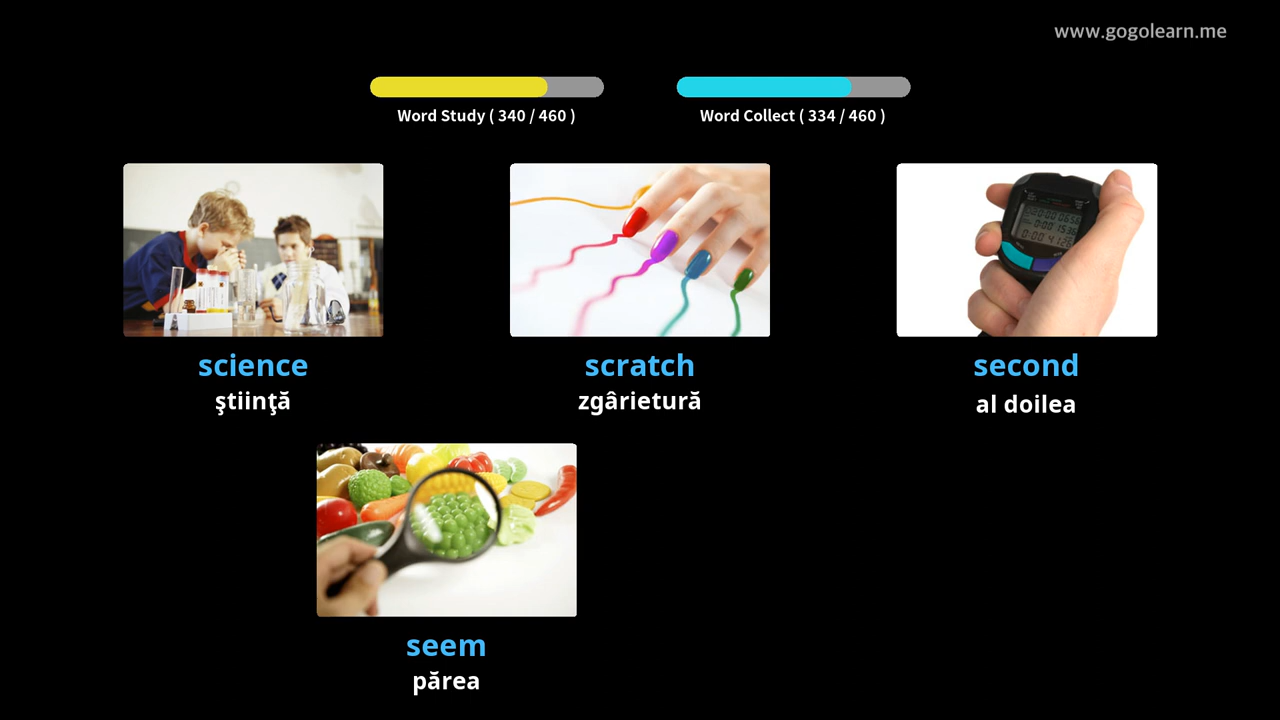 www.gogolearn.me
Word Study ( 340 / 460 )
Word Collect ( 334 / 460 )
science
ştiinţă
scratch
zgârietură
second
al doilea
seem
părea